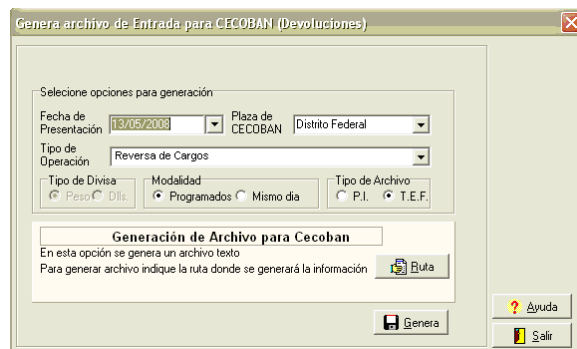 Genera archivo de Entrada para CECOBAN (Devoluciones)
Selecione opciones para generación
Fecha de Presentación 13/05/2008 Plaza de CECOBAN Distrito Federal
Tipo de Operación Reversa de Cargos
Tipo de Divisa Modalidad Tipo de Archivo
Peso Dlls. Programados Mismo dia P.I. T.E.F.
Generación de Archivo para Cecoban
En esta opción se genera un archivo texto
Para generar archivo indique la ruta donde se generará la información Ruta
Genera
Ayuda
Salir